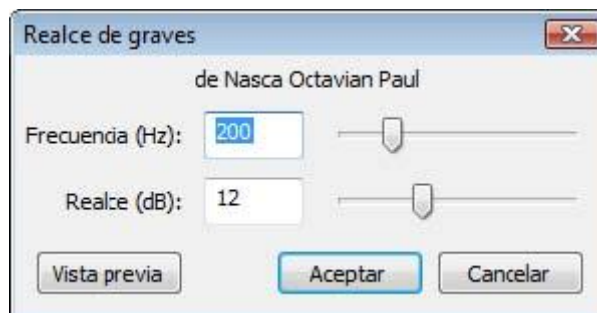 Realce de graves
de Nasca Octavian Paul
Frecuencia (Hz): 200
Realce (dB): 12
Vista previa Aceptar Cancelar